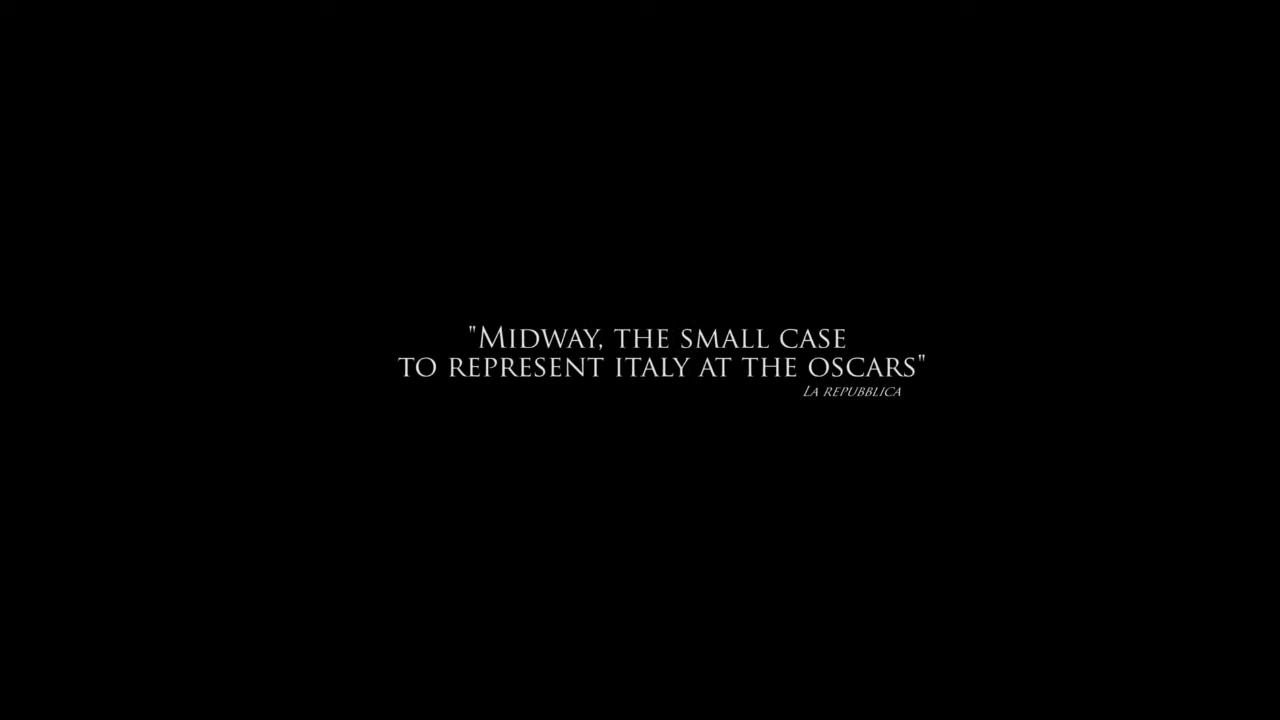 "Midway, the small case
to represent italy at the oscars"
La repubblica